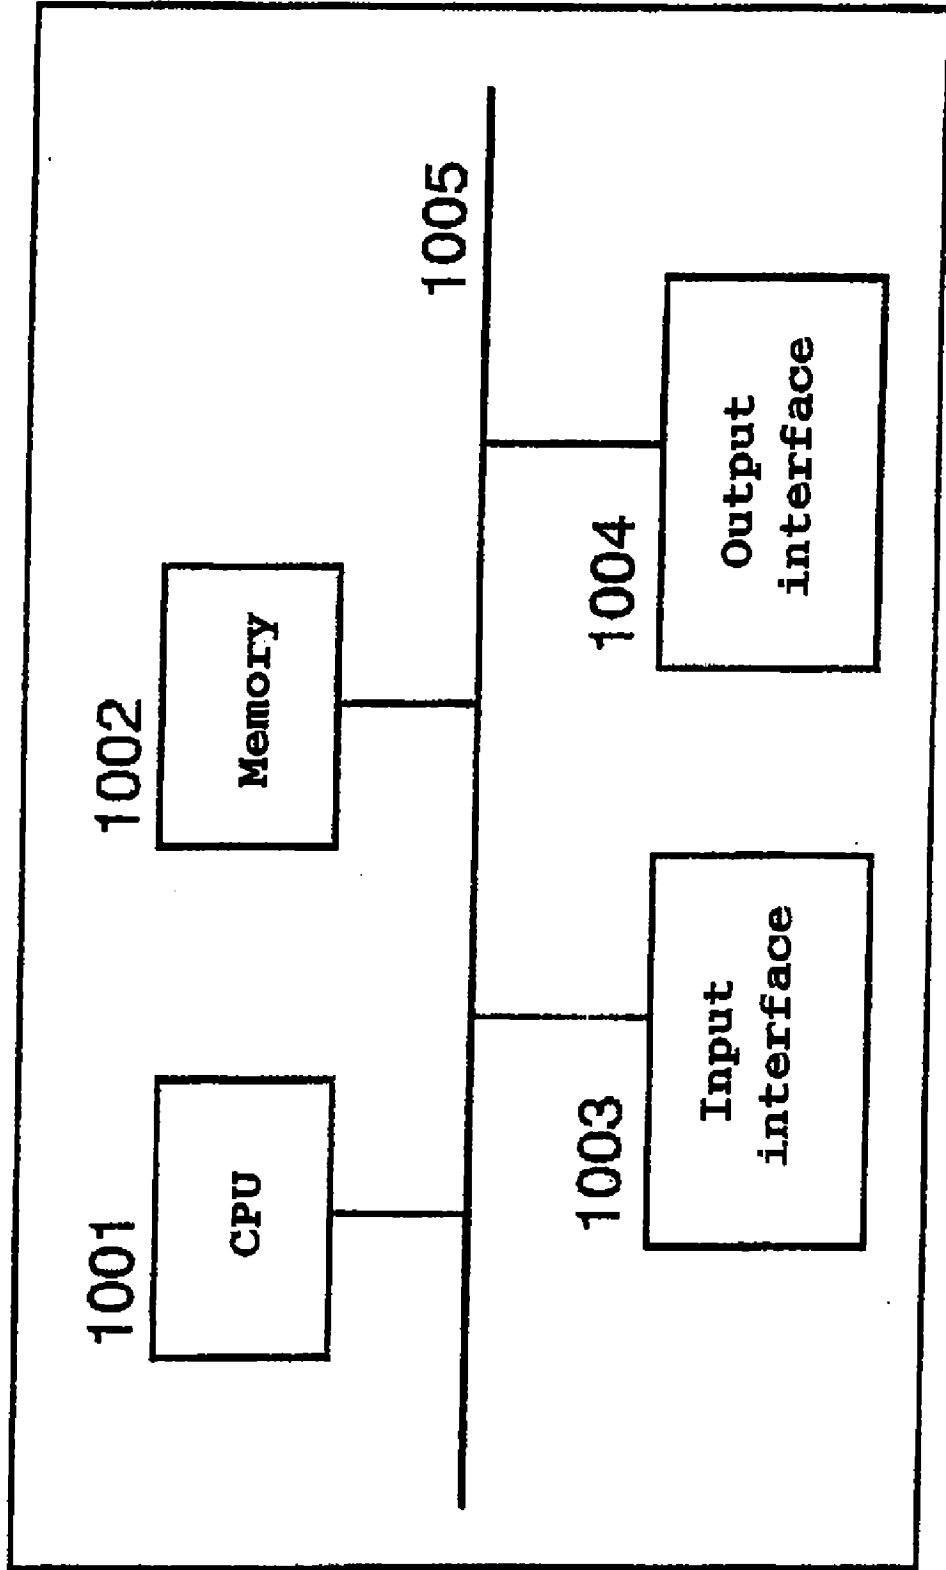 1001
CPU
1002
Memory
1005
1003
Input
interface
1004
Output
interface